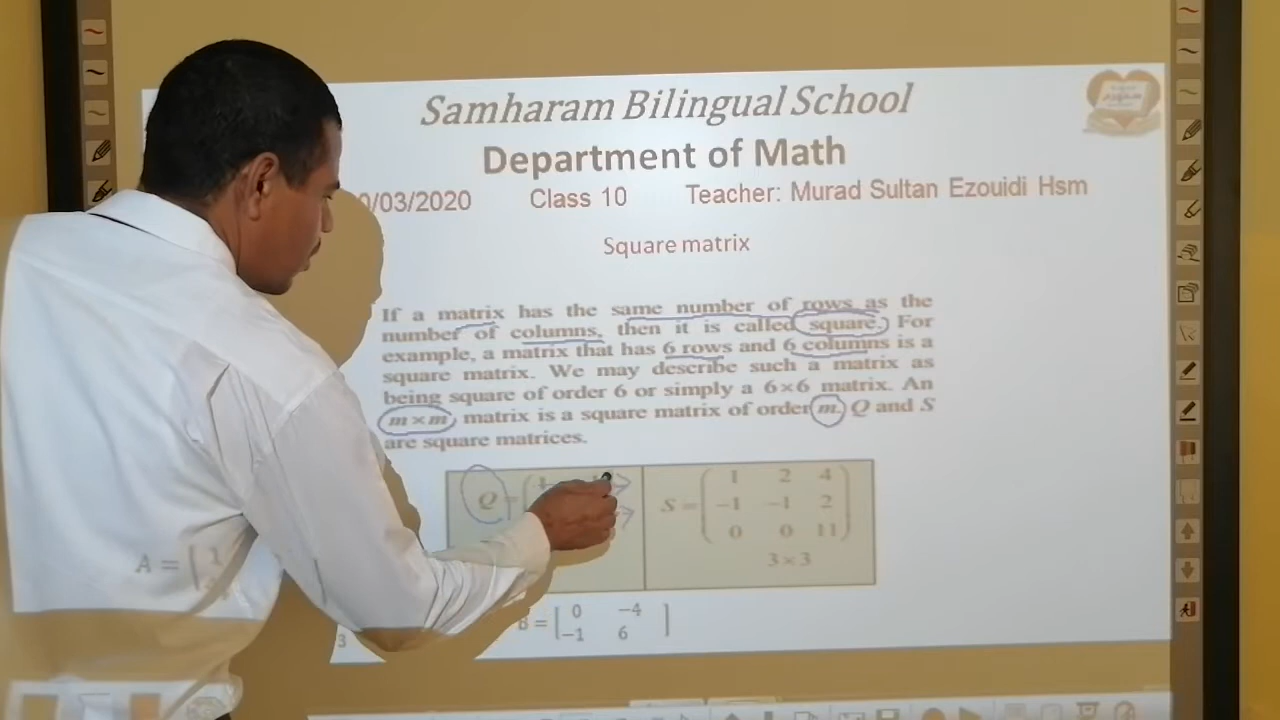 Samharam Bilingual School
Department of Math
0/03/2020 Class 10 Teacher: Murad Sultan Ezouidi Hsm
Square matrix
If a matrix has the same number of rows as the
number of columns, then it is called square. For
example, a matrix that has 6 rows and 6 columns is a
square matrix. We may describe such a matrix as
being square of order 6 or simply a 6×6 matrix. An
m×m matrix is a square matrix of order m. Q and S
are square matrices.
Q = ( 1
S = ( 1 2 4
-1 -1 2
0 0 11 )
3×3
A = [ 1
B = [ 0 -4
-1 6 ]
3